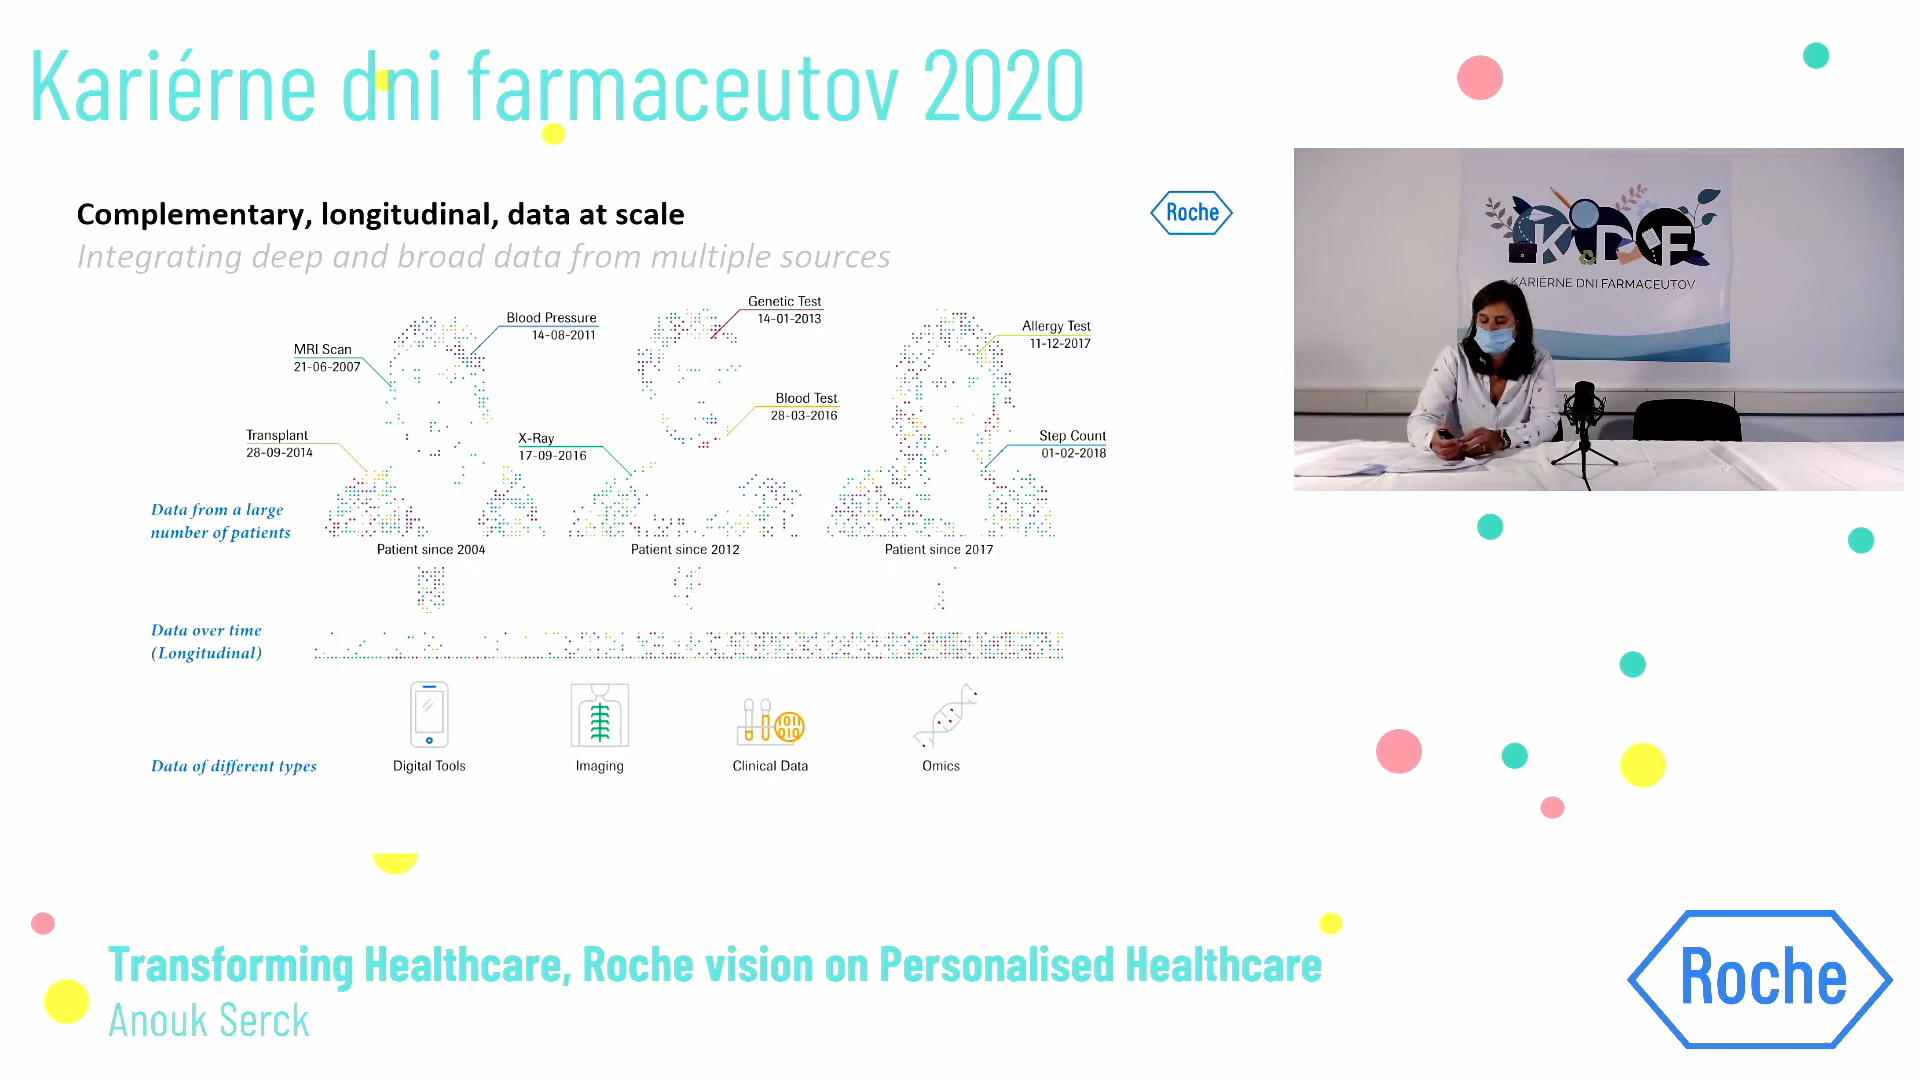 Kariérne dni farmaceutov 2020
Complementary, longitudinal, data at scale
Integrating deep and broad data from multiple sources
Roche
KDF
KARIÉRNE DNI FARMACEUTOV
MRI Scan
21-06-2007
Blood Pressure
14-08-2011
Transplant
28-09-2014
Genetic Test
14-01-2013
Blood Test
28-03-2016
X-Ray
17-09-2016
Allergy Test
11-12-2017
Step Count
01-02-2018
Data from a large
number of patients
Patient since 2004
Patient since 2012
Patient since 2017
Data over time
(Longitudinal)
1011
010
Data of different types
Digital Tools
Imaging
Clinical Data
Omics
Transforming Healthcare, Roche vision on Personalised Healthcare
Anouk Serck
Roche